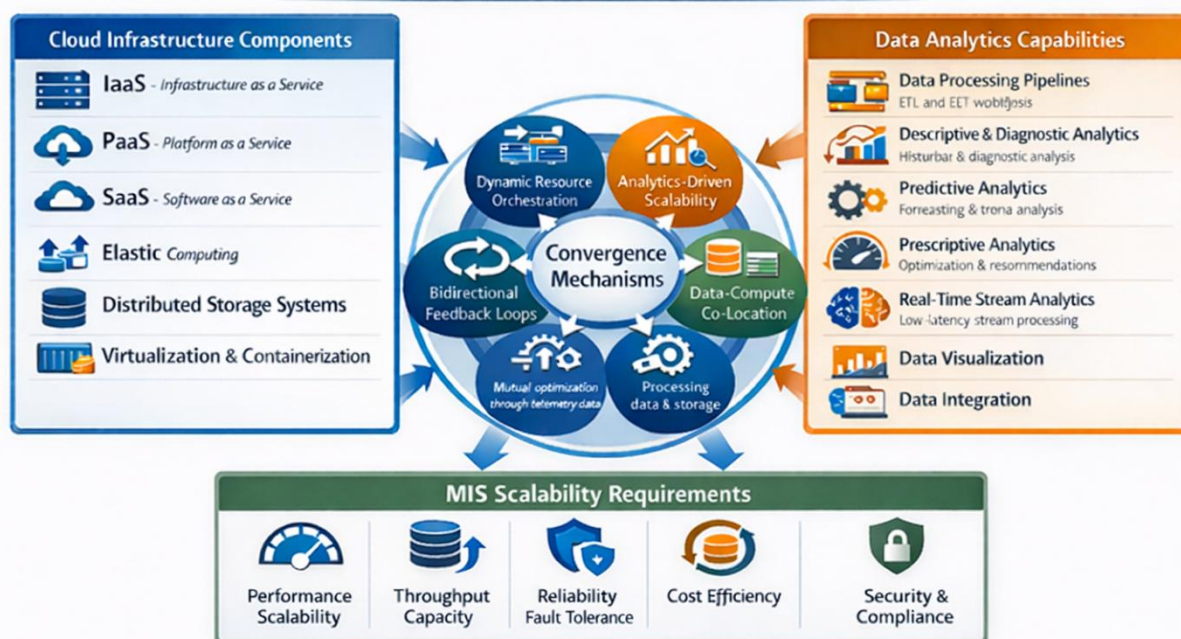 Cloud Infrastructure Components
IaaS - Infrastructure as a Service
PaaS - Platform as a Service
SaaS - Software as a Service
Elastic Computing
Distributed Storage Systems
Virtualization & Containerization
Dynamic Resource
Orchestration
Analytics-Driven
Scalability
Convergence
Mechanisms
Bidirectional
Feedback Loops
Data-Compute
Co-Location
Mutual optimization
through telemetry data
Processing
data & storage
Data Analytics Capabilities
Data Processing Pipelines
ETL and EET
Descriptive & Diagnostic Analytics
& diagnostic analysis
Predictive Analytics
Forreasting & trona analysis
Prescriptive Analytics
Optimization & resommendations
Real-Time Stream Analytics
Low-latency stream processing
Data Visualization
Data Integration
MIS Scalability Requirements
Performance
Scalability
Throughput
Capacity
Reliability
Fault Tolerance
Cost Efficiency
Security &
Compliance